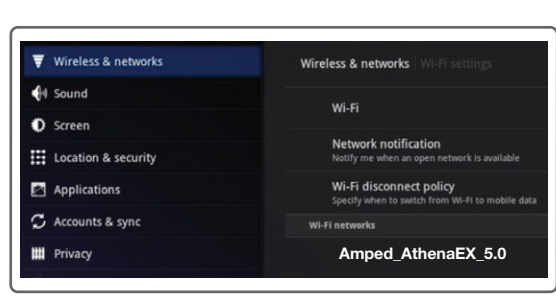 Wireless & networks
Sound
Screen
Location & security
Applications
Accounts & sync
Privacy
Wireless & networks | Wi-Fi settings
Wi-Fi
Network notification
Notify me when an open network is available
Wi-Fi disconnect policy
Specify when to switch from Wi-Fi to mobile data
Wi-Fi networks
Amped_AthenaEX_5.0